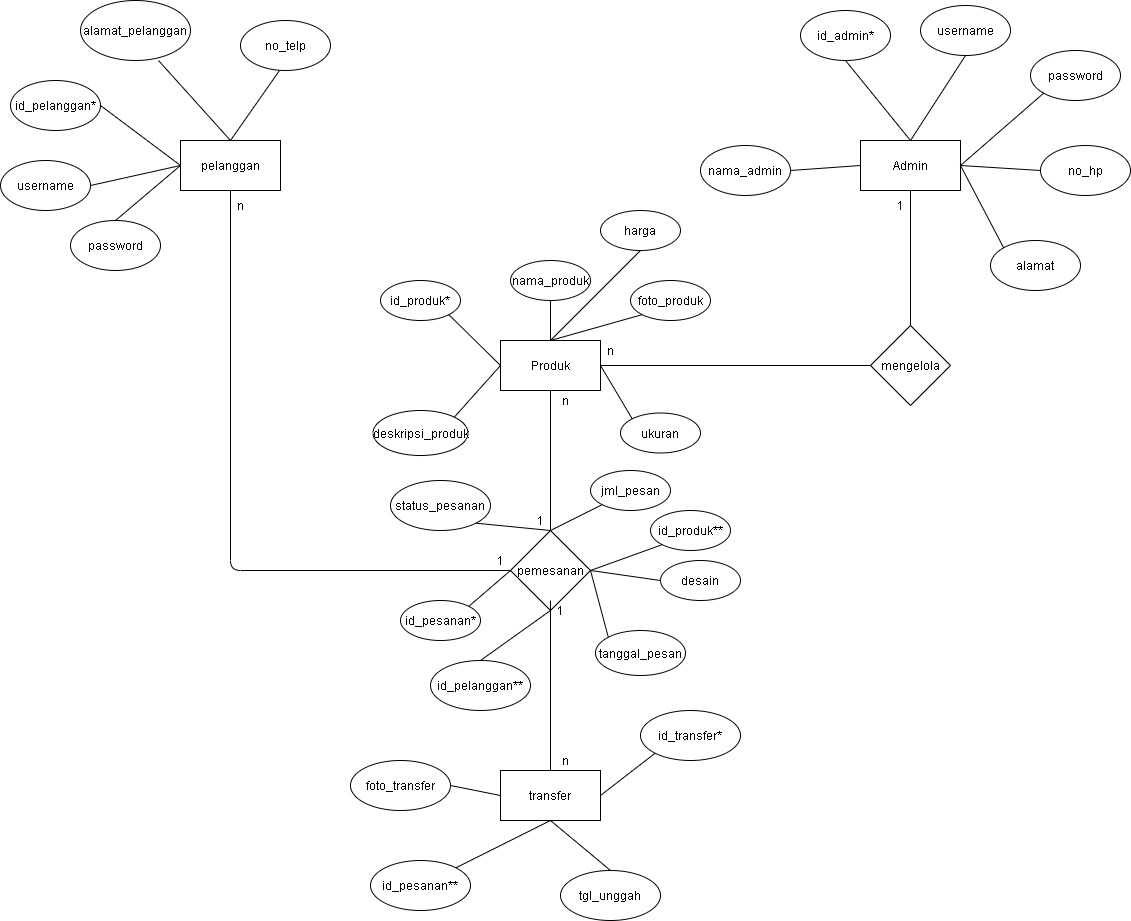 alamat_pelanggan
no_telp
id_admin*
username
password
id_pelanggan*
pelanggan
Admin
nama_admin
no_hp
username
password
n
1
alamat
harga
nama_produk
id_produk*
foto_produk
n
Produk
mengelola
n
deskripsi_produk
ukuran
jml_pesan
status_pesanan
1
id_produk**
1
pemesanan
desain
id_pesanan*
1
tanggal_pesan
id_pelanggan**
id_transfer*
n
foto_transfer
transfer
id_pesanan**
tgl_unggah